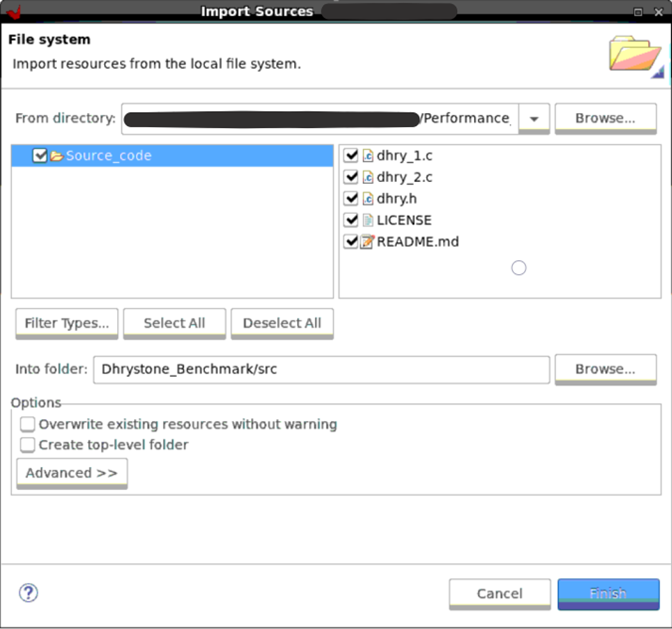 Import Sources
File system
Import resources from the local file system.
From directory: /Performance
Browse...
Source_code
dhry_1.c
dhry_2.c
dhry.h
LICENSE
README.md
Filter Types...
Select All
Deselect All
Into folder: Dhrystone_Benchmark/src
Browse...
Options
Overwrite existing resources without warning
Create top-level folder
Advanced >>
?
Cancel
Finish